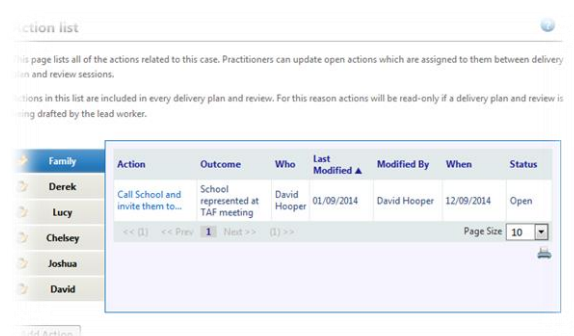 ction list
his page lists all of the actions related to this case. Practitioners can update open actions which are assigned to them between delivery
an and review sessions.
ctions in this list are included in every delivery plan and review. For this reason actions will be read-only if a delivery plan and review is
ing drafted by the lead worker.
Family
Derek
Lucy
Chelsey
Joshua
David
Action Outcome Who Last Modified ▲ Modified By When Status
Call School and invite them to... School represented at TAF meeting David Hooper 01/09/2014 David Hooper 12/09/2014 Open
<< (1) << Prev 1 Next >> (1) >> Page Size 10
Add Action